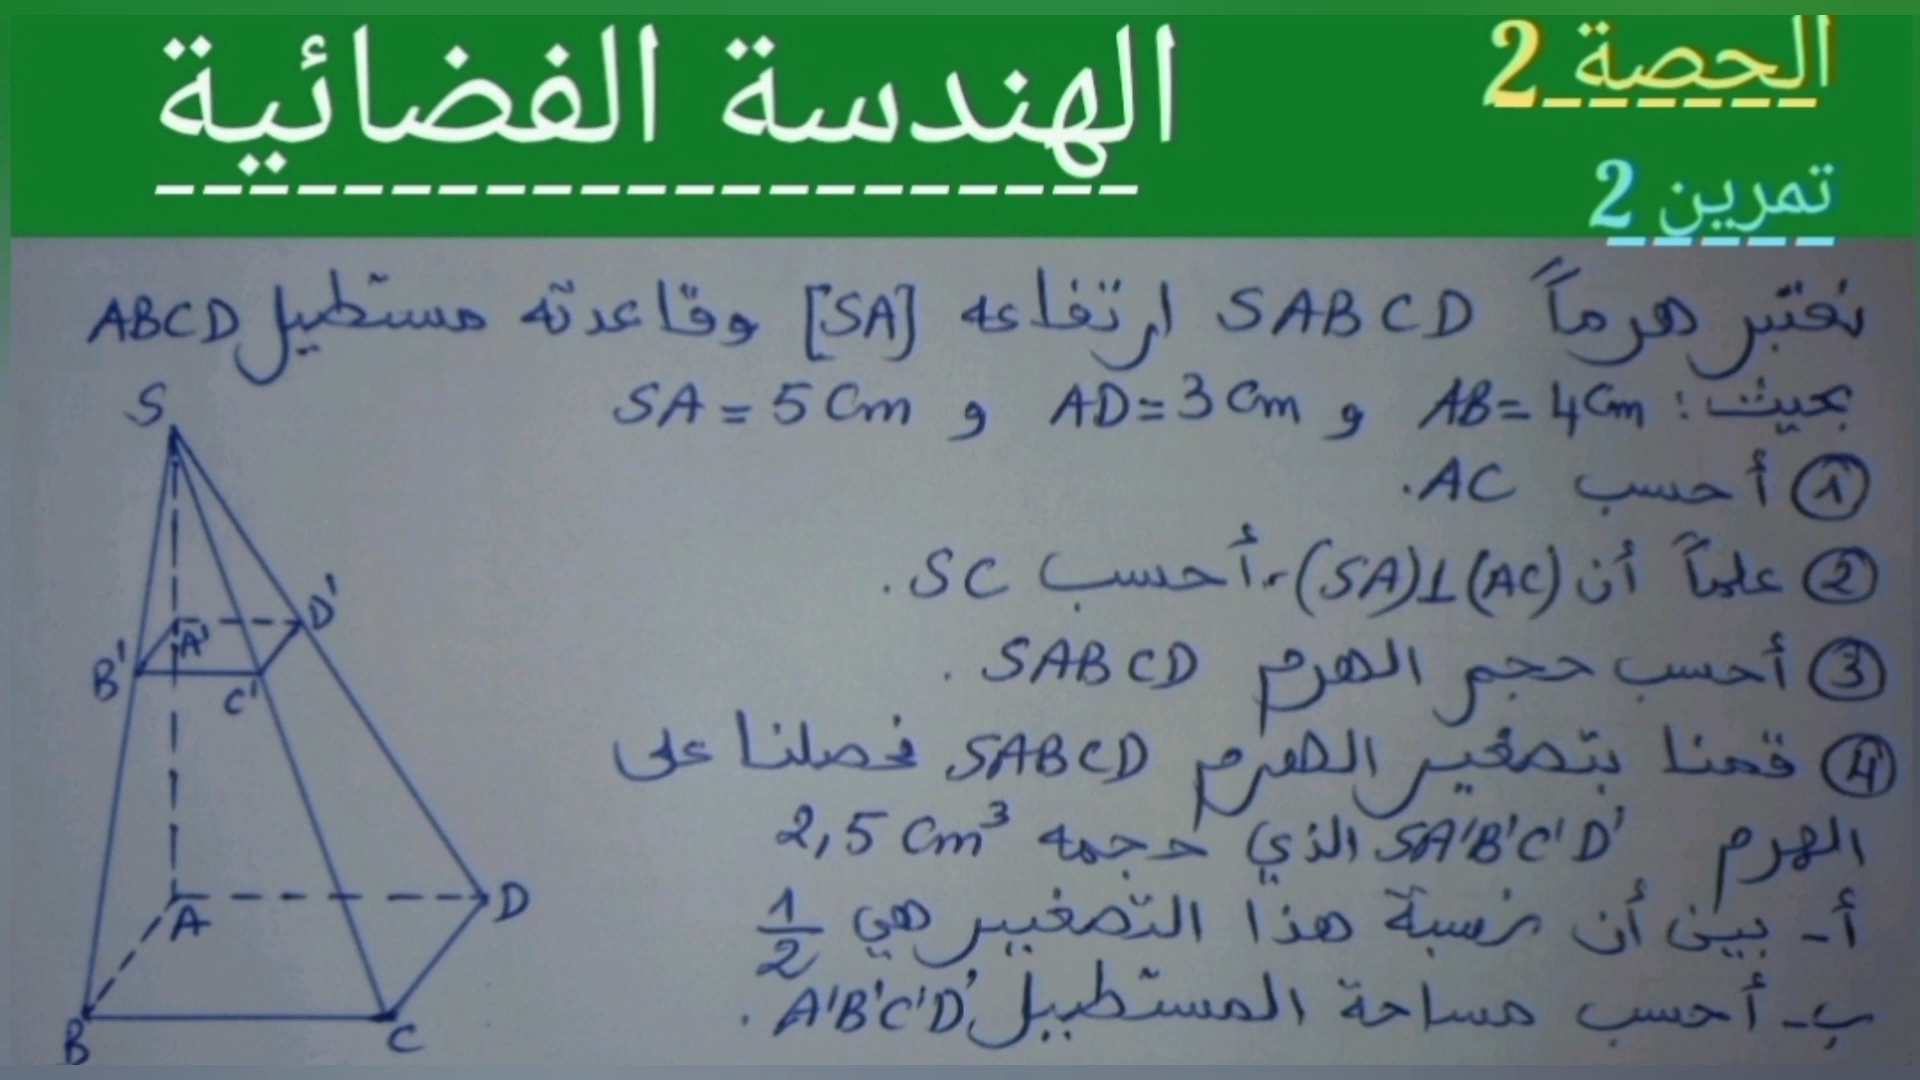 الحصة 2
الهندسة الفضائية
تمرين 2
نعتبر هرماً SABCD ارتفاعه [SA] وقاعدته مستطيل ABCD
بحيث: AB=4cm و AD=3cm و SA=5cm
① أحسب AC.
② علماً أن (SA)⊥(AC)، أحسب SC.
③ أحسب حجم الهرم SABCD.
④ قمنا بتصغير الهرم SABCD فحصلنا على
الهرم SA'B'C'D' الذي حجمه 2,5 cm³
أ- بين أن نسبة هذا التصغير هي 1/2
ب- أحسب مساحة المستطيل A'B'C'D'.
S
D'
A'
B'
C'
D
A
B
C